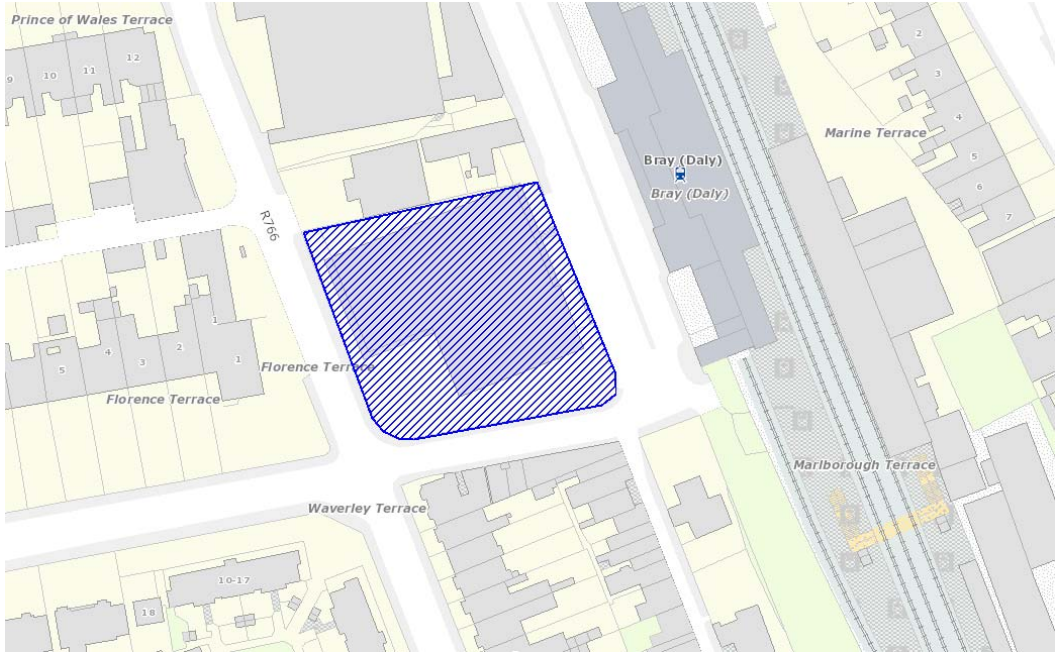 Prince of Wales Terrace
9
10
11
12
2
3
4
5
6
7
Marine Terrace
Bray (Daly)
Bray (Daly)
R766
1
1
2
3
4
5
Florence Terrace
Florence Terrace
Marlborough Terrace
Waverley Terrace
10-17
18